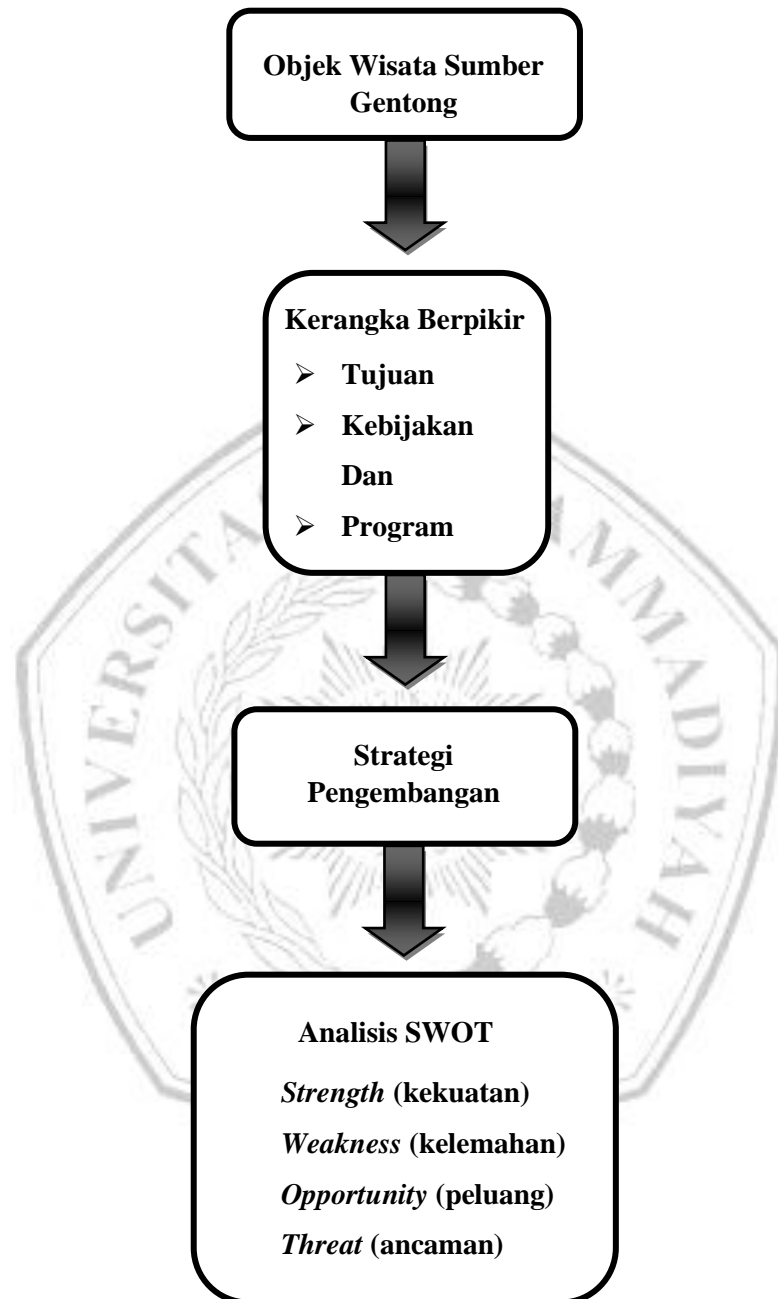 Objek Wisata Sumber
Gentong
Kerangka Berpikir
➢ Tujuan
➢ Kebijakan
Dan
➢ Program
Strategi
Pengembangan
Analisis SWOT
Strength (kekuatan)
Weakness (kelemahan)
Opportunity (peluang)
Threat (ancaman)